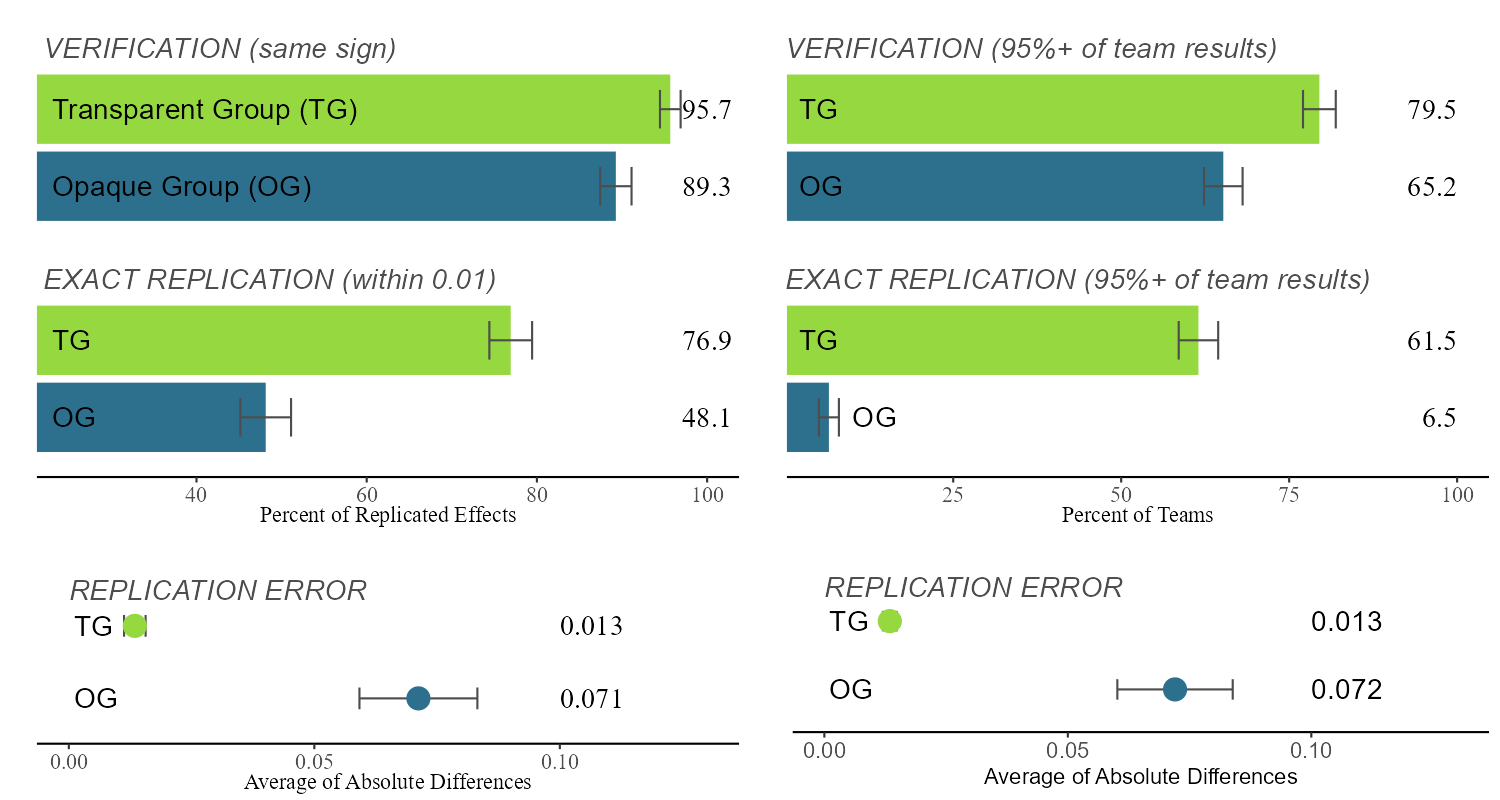 VERIFICATION (same sign)
Transparent Group (TG) 95.7
Opaque Group (OG) 89.3
EXACT REPLICATION (within 0.01)
TG 76.9
OG 48.1
40 60 80 100
Percent of Replicated Effects
VERIFICATION (95%+ of team results)
TG 79.5
OG 65.2
EXACT REPLICATION (95%+ of team results)
TG 61.5
OG 6.5
25 50 75 100
Percent of Teams
REPLICATION ERROR
TG 0.013
OG 0.071
0.00 0.05 0.10
Average of Absolute Differences
REPLICATION ERROR
TG 0.013
OG 0.072
0.00 0.05 0.10
Average of Absolute Differences